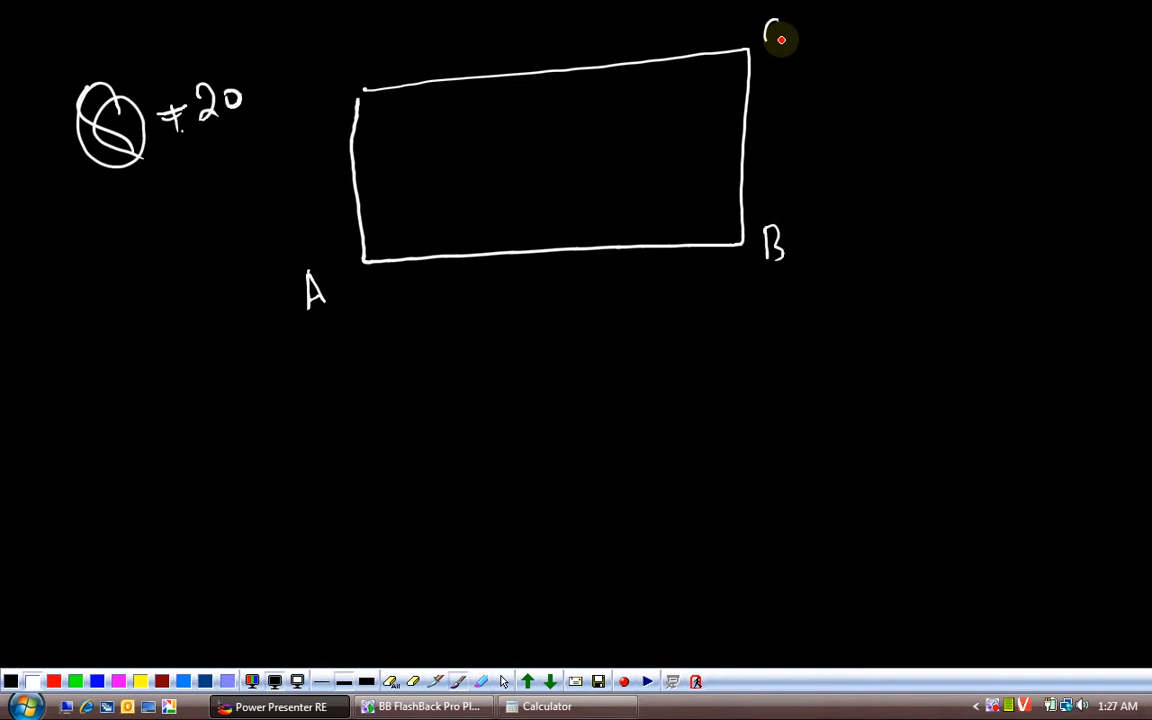 20
B
A
Power Presenter RE
BB FlashBack Pro Pl...
Calculator
1:27 AM